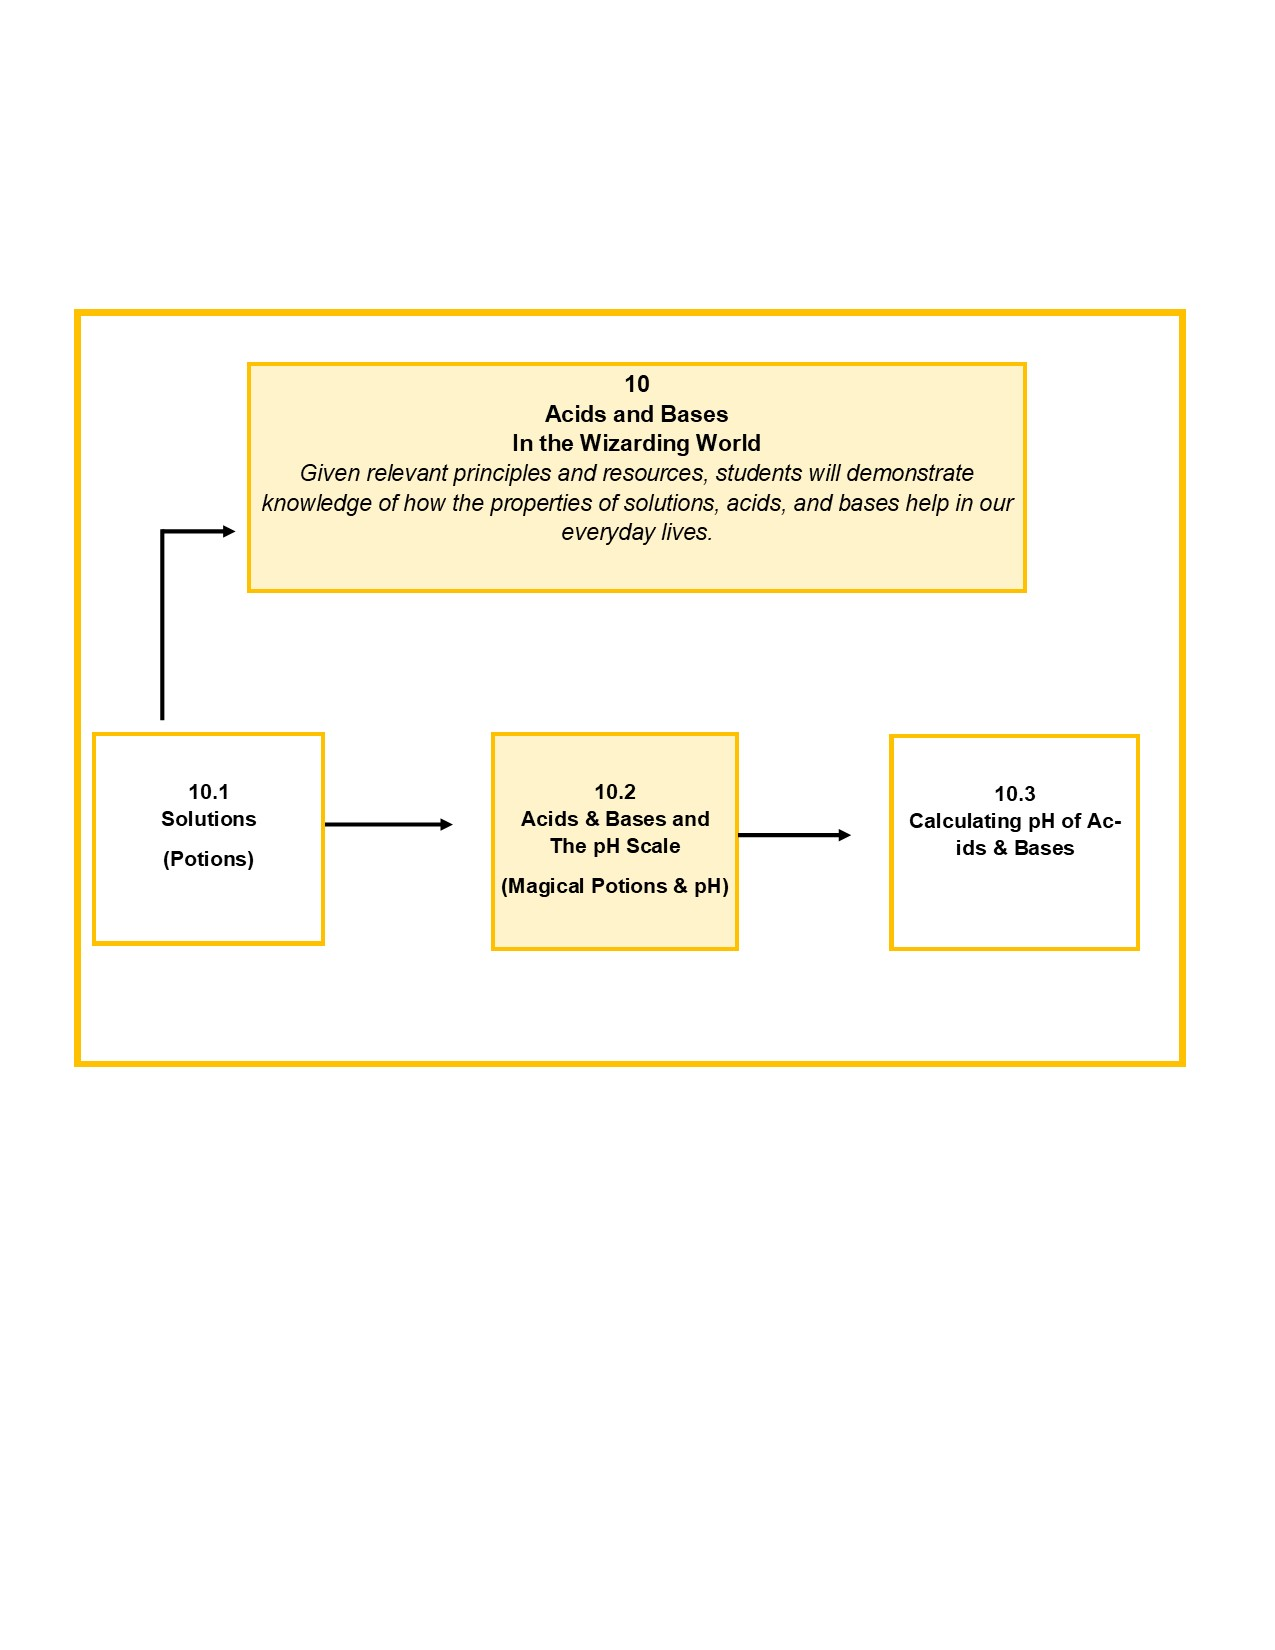 10
Acids and Bases
In the Wizarding World
Given relevant principles and resources, students will demonstrate
knowledge of how the properties of solutions, acids, and bases help in our
everyday lives.
10.1
Solutions
(Potions)
10.2
Acids & Bases and
The pH Scale
(Magical Potions & pH)
10.3
Calculating pH of Ac-
ids & Bases